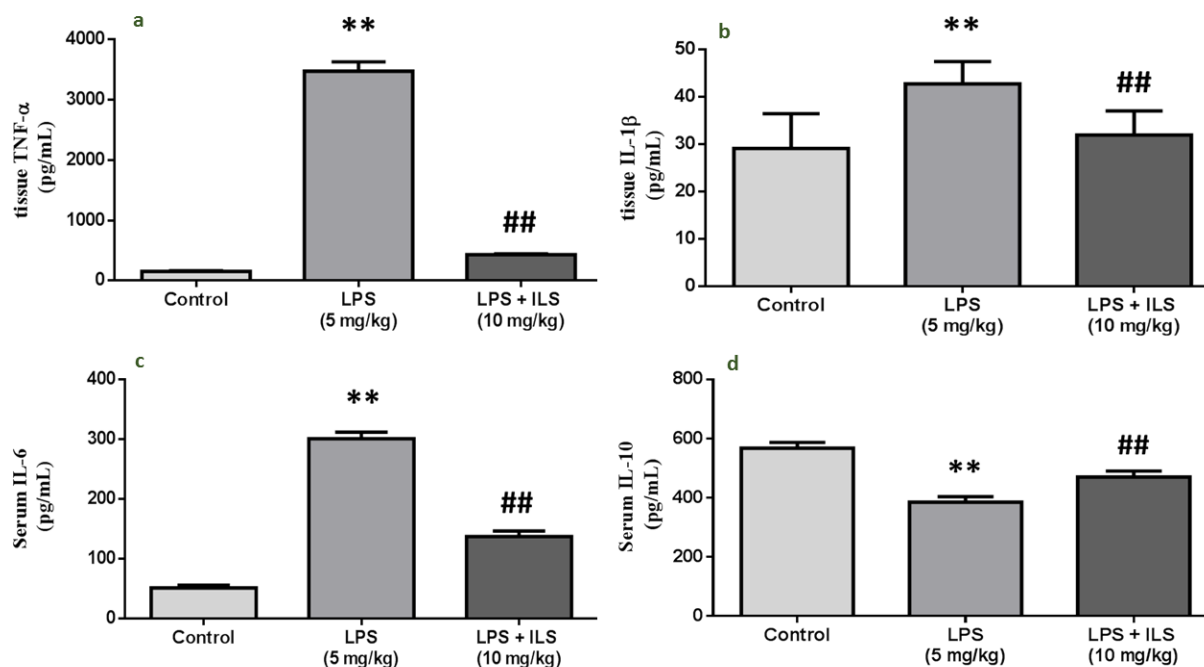 a
tissue TNF-α
(pg/mL)
4000
3000
2000
1000
0
**
##
Control
LPS
(5 mg/kg)
LPS + ILS
(10 mg/kg)
b
tissue IL-1β
(pg/mL)
50
40
30
20
10
0
**
##
Control
LPS
(5 mg/kg)
LPS + ILS
(10 mg/kg)
c
Serum IL-6
(pg/mL)
400
300
200
100
0
**
##
Control
LPS
(5 mg/kg)
LPS + ILS
(10 mg/kg)
d
Serum IL-10
(pg/mL)
800
600
400
200
0
**
##
Control
LPS
(5 mg/kg)
LPS + ILS
(10 mg/kg)